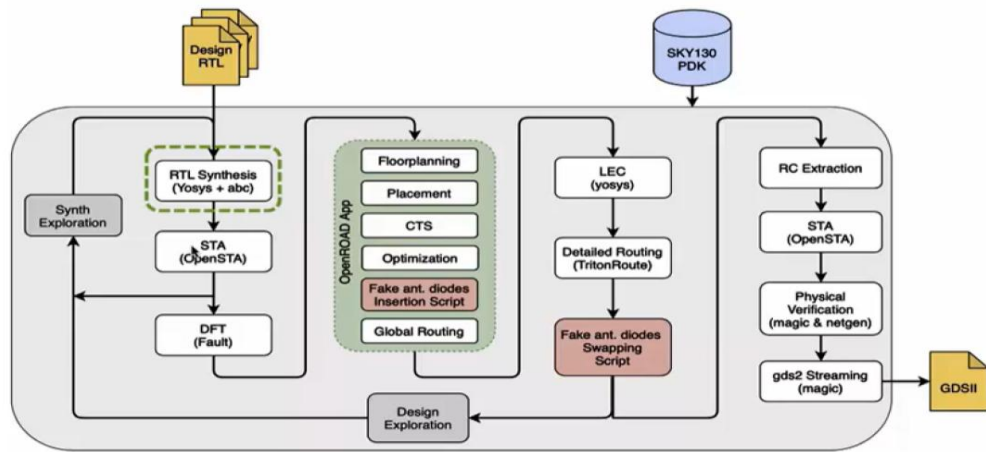 Design
RTL
SKY130
PDK
RTL Synthesis
(Yosys + abc)
Synth
Exploration
STA
(OpenSTA)
DFT
(Fault)
OpenROAD App
Floorplanning
Placement
CTS
Optimization
Fake ant. diodes
Insertion Script
Global Routing
LEC
(yosys)
Detailed Routing
(TritonRoute)
Fake ant. diodes
Swapping
Script
Design
Exploration
RC Extraction
STA
(OpenSTA)
Physical
Verification
(magic & netgen)
gds2 Streaming
(magic)
GDSII